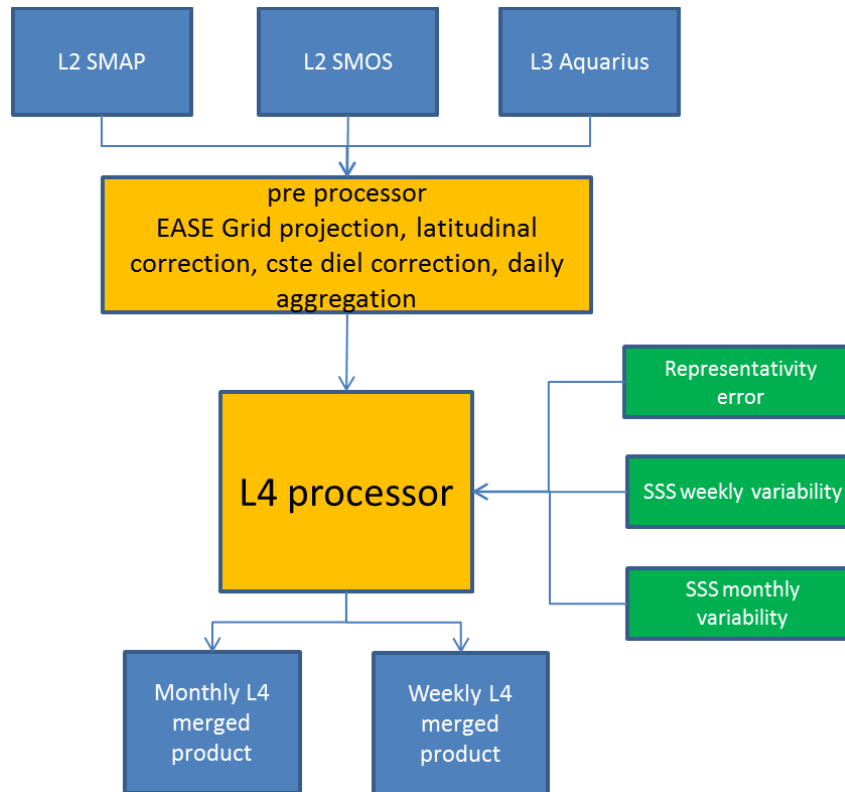 L2 SMAP
L2 SMOS
L3 Aquarius
pre processor
EASE Grid projection, latitudinal
correction, cste diel correction, daily
aggregation
Representativity
error
L4 processor
SSS weekly variability
SSS monthly
variability
Monthly L4
merged
product
Weekly L4
merged
product